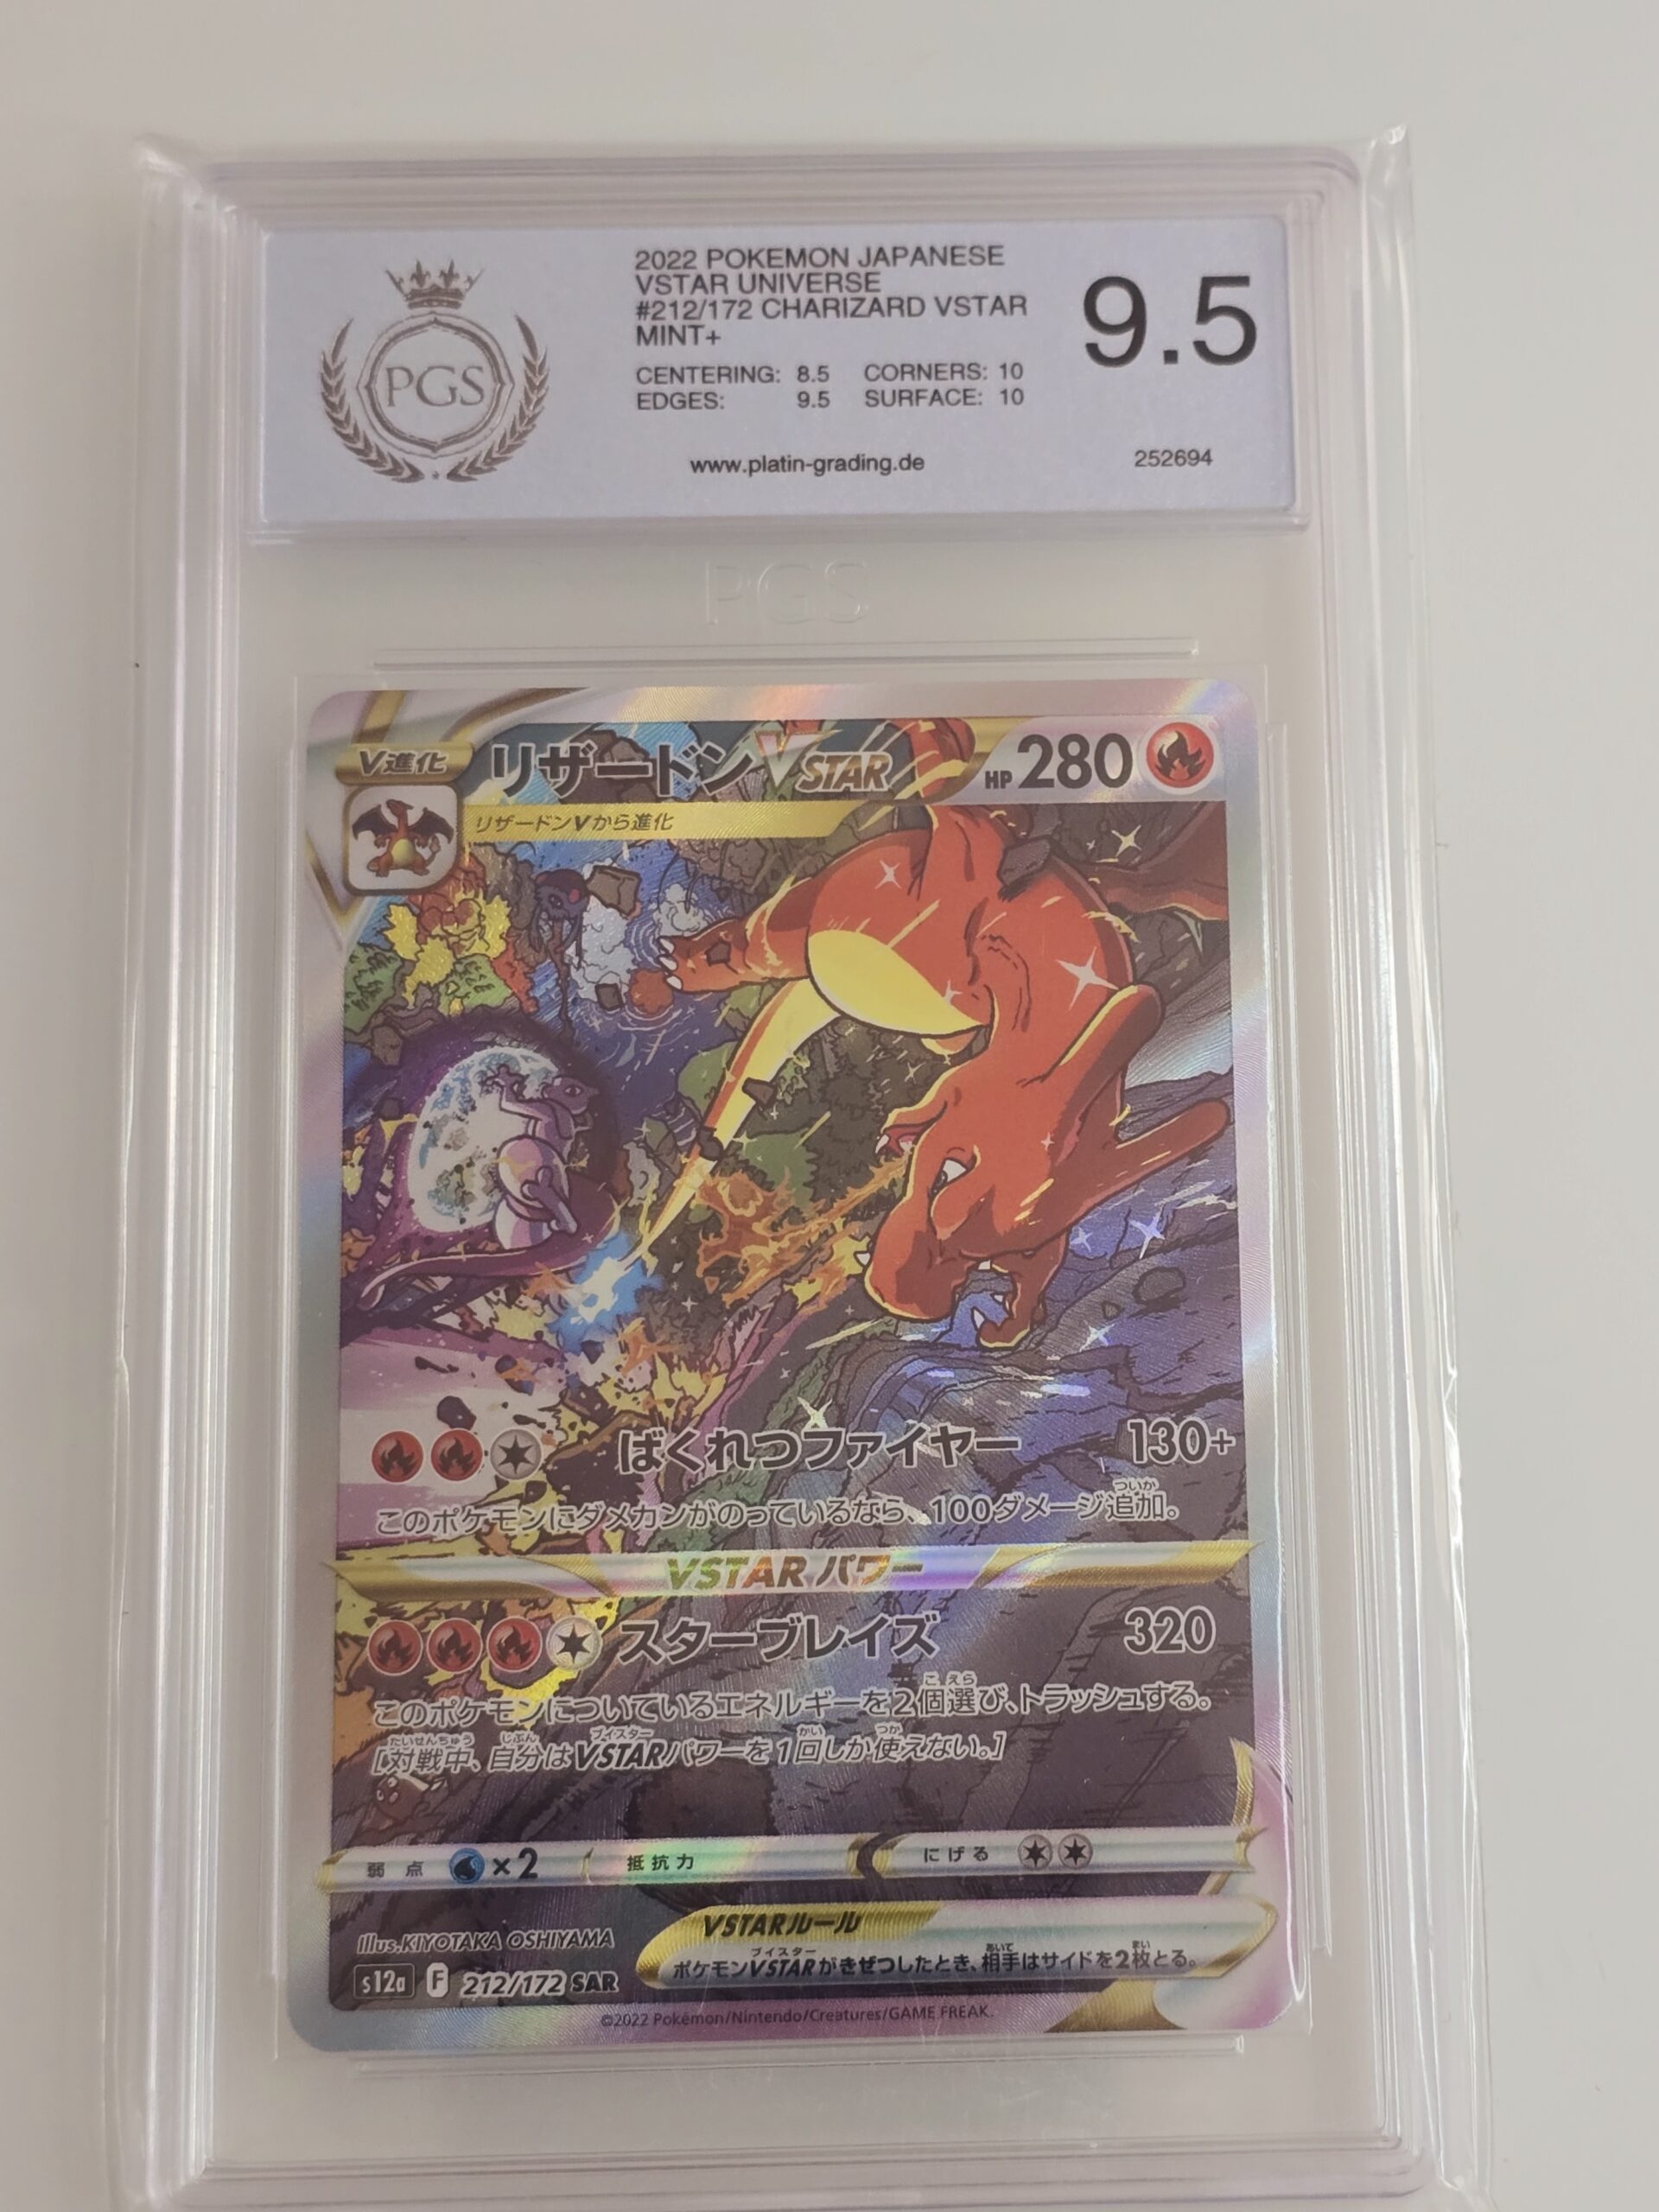 2022 POKEMON JAPANESE
VSTAR UNIVERSE
#212/172 CHARIZARD VSTAR
MINT+
9.5
PGS
CENTERING: 8.5 CORNERS: 10
EDGES: 9.5 SURFACE: 10
www.platin-grading.de
252694
PGS
V進化 リザードンVSTAR HP 280
リザードンVから進化
ばくれつファイヤー 130+
このポケモンにダメカンがのっているなら、100ダメージ追加。
VSTARパワー
スターブレイズ 320
このポケモンについているエネルギーを2個選び、トラッシュする。
[対戦中、自分はVSTARパワーを1回しか使えない。]
弱点 ×2 抵抗力 にげる
Illus.KIYOTAKA OSHIYAMA
VSTARルール
ポケモンVSTARがきぜつしたとき、相手はサイドを2枚とる。
s12a F 212/172 SAR
©2022 Pokémon/Nintendo/Creatures/GAME FREAK.